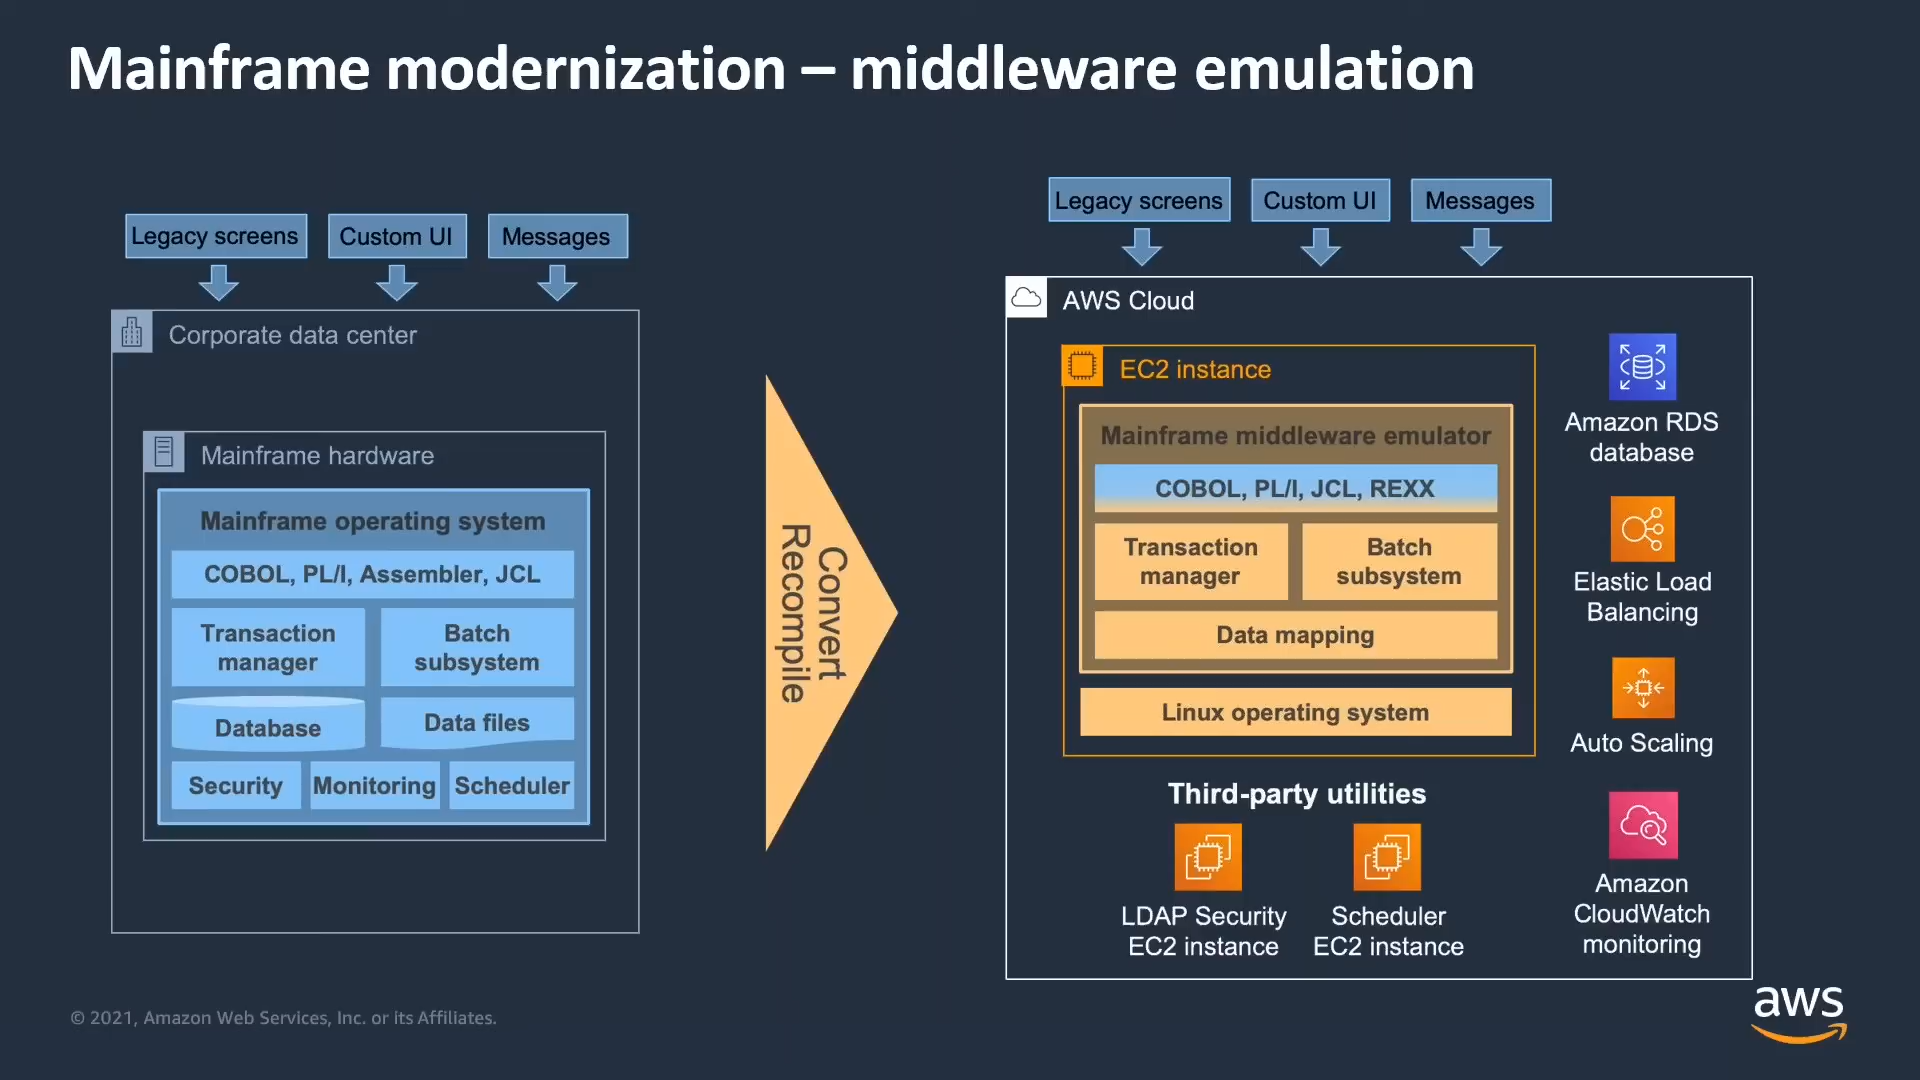 Mainframe modernization – middleware emulation
Legacy screens
Custom UI
Messages
Corporate data center
Mainframe hardware
Mainframe operating system
COBOL, PL/I, Assembler, JCL
Transaction
manager
Batch
subsystem
Database
Data files
Security
Monitoring
Scheduler
Convert
Recompile
Legacy screens
Custom UI
Messages
AWS Cloud
EC2 instance
Mainframe middleware emulator
COBOL, PL/I, JCL, REXX
Transaction
manager
Batch
subsystem
Data mapping
Linux operating system
Third-party utilities
LDAP Security
EC2 instance
Scheduler
EC2 instance
Amazon RDS
database
Elastic Load
Balancing
Auto Scaling
Amazon
CloudWatch
monitoring
© 2021, Amazon Web Services, Inc. or its Affiliates.
aws